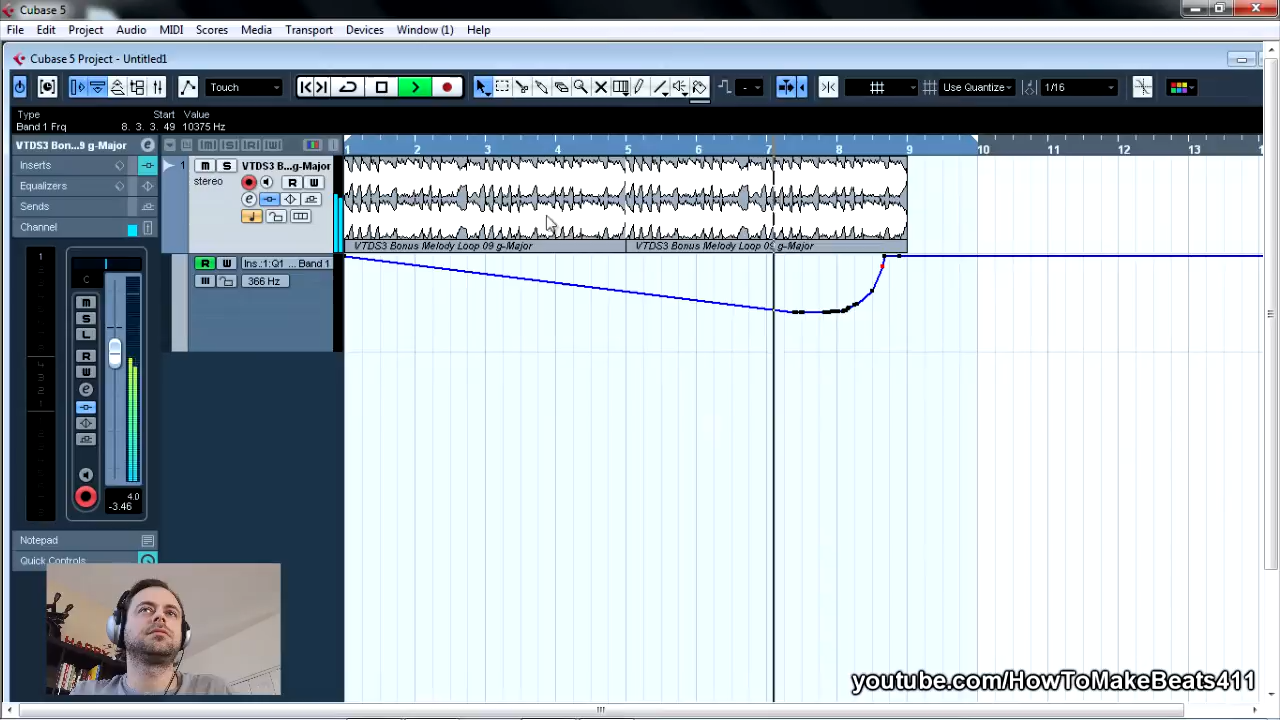 Cubase 5
File Edit Project Audio MIDI Scores Media Transport Devices Window (1) Help
Cubase 5 Project - Untitled1
Touch - Use Quantize 1/16
Type Start Value
Band 1 Frq 8. 3. 3. 49 10375 Hz
VTDS3 Bon...9 g-Major 1 2 3 4 5 6 7 8 9 10 11 12 13
Inserts 1 M S VTDS3 B...g-Major
stereo R W
Equalizers
Sends
Channel
VTDS3 Bonus Melody Loop 09 g-Major VTDS3 Bonus Melody Loop 09 g-Major
1 C R W Ins.:1:Q1 ... Band 1
366 Hz
M
S
L
R
W
4.0
-3.46
Notepad
Quick Controls
youtube.com/HowToMakeBeats411